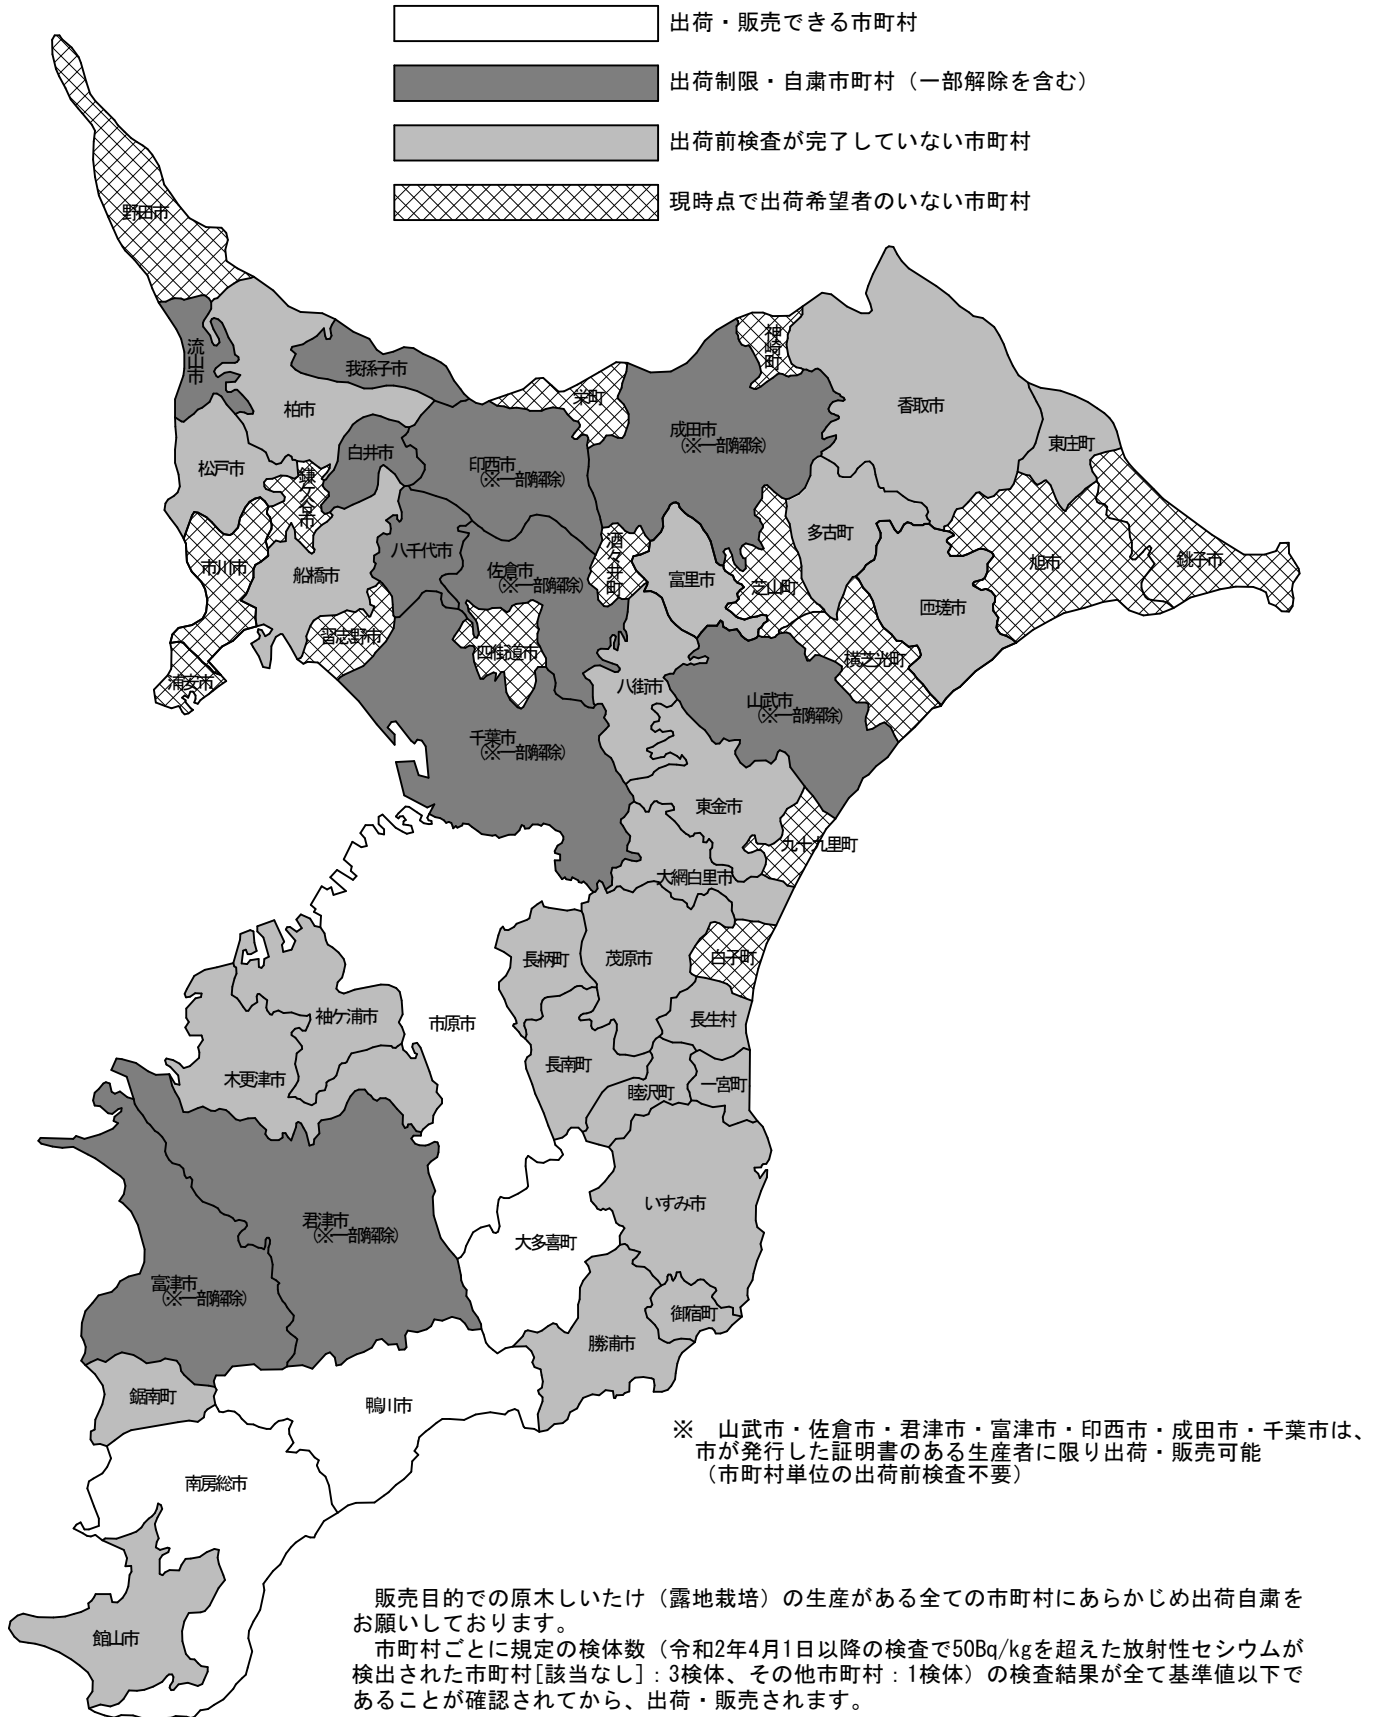 出荷・販売できる市町村
出荷制限・自粛市町村（一部解除を含む）
出荷前検査が完了していない市町村
現時点で出荷希望者のいない市町村
野田市
流山市
我孫子市
柏市
松戸市
鎌ケ谷市
白井市
印西市
（※一部解除）
栄町
成田市
（※一部解除）
神崎町
香取市
東庄町
銚子市
旭市
多古町
匝瑳市
横芝光町
芝山町
富里市
酒々井町
佐倉市
（※一部解除）
八千代市
船橋市
市川市
浦安市
習志野市
四街道市
千葉市
（※一部解除）
八街市
山武市
（※一部解除）
東金市
九十九里町
大網白里市
茂原市
白子町
長柄町
長生村
長南町
睦沢町
一宮町
市原市
袖ケ浦市
木更津市
君津市
（※一部解除）
富津市
（※一部解除）
大多喜町
いすみ市
御宿町
勝浦市
鋸南町
鴨川市
南房総市
館山市
※　山武市・佐倉市・君津市・富津市・印西市・成田市・千葉市は、
市が発行した証明書のある生産者に限り出荷・販売可能
（市町村単位の出荷前検査不要）
販売目的での原木しいたけ（露地栽培）の生産がある全ての市町村にあらかじめ出荷自粛を
お願いしております。
市町村ごとに規定の検体数（令和2年4月1日以降の検査で50Bq/kgを超えた放射性セシウムが
検出された市町村[該当なし]：3検体、その他市町村：1検体）の検査結果が全て基準値以下で
あることが確認されてから、出荷・販売されます。